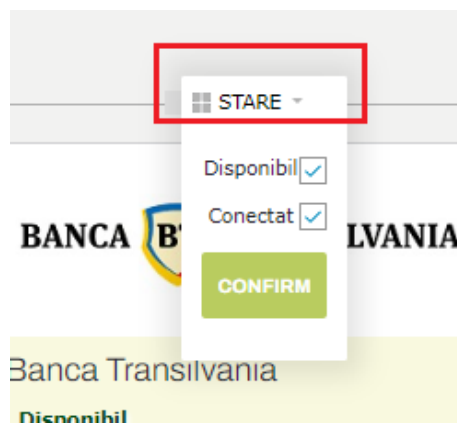 STARE
Disponibil
Conectat
CONFIRM
BANCA B LVANIA
Banca Transilvania
Disponibil